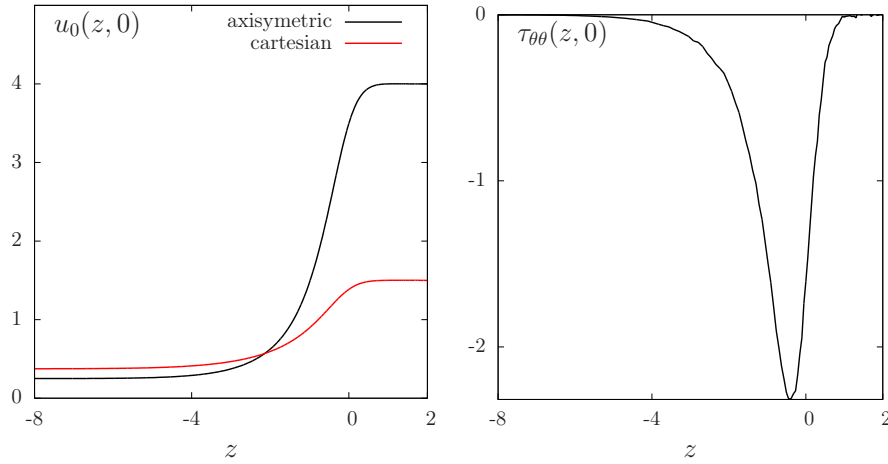 u₀(z, 0)
axisymetric
cartesian
4
3
2
1
0
-8
-4
0
2
z
τθθ(z, 0)
0
-1
-2
-8
-4
0
2
z